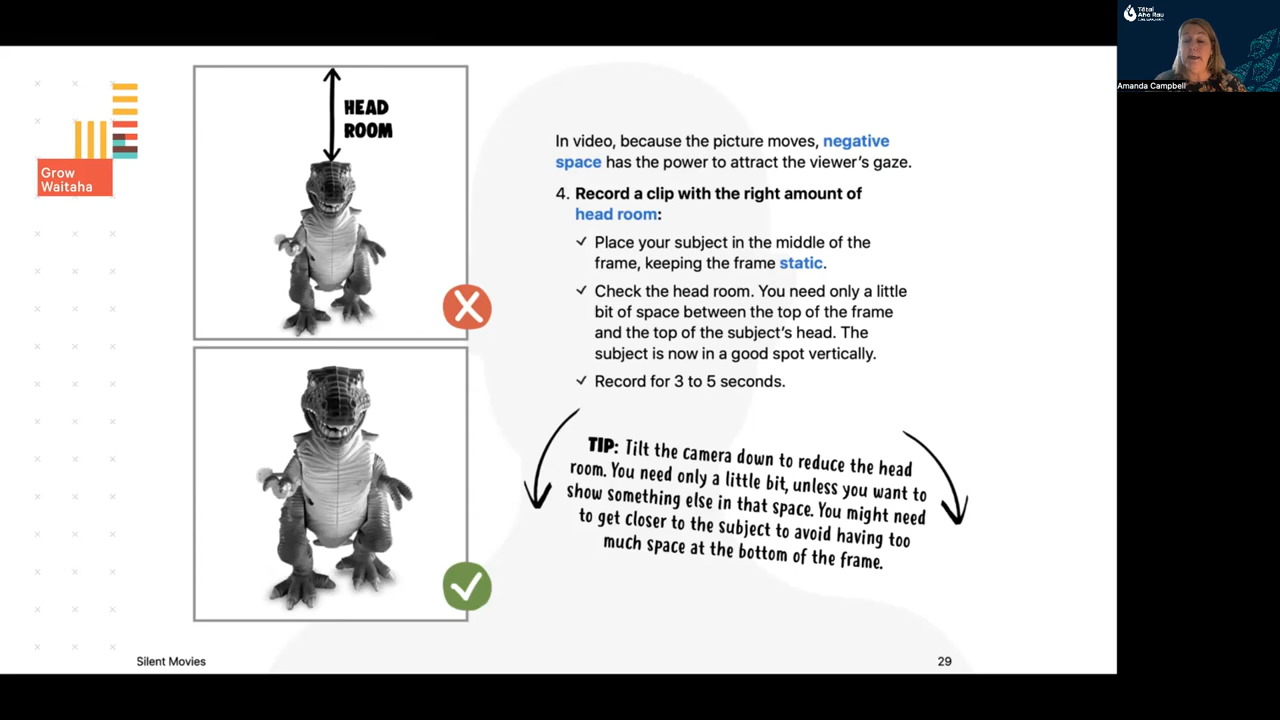 Grow
Waitaha
HEAD
ROOM
In video, because the picture moves, negative
space has the power to attract the viewer's gaze.
4. Record a clip with the right amount of
head room:
✓ Place your subject in the middle of the
frame, keeping the frame static.
✓ Check the head room. You need only a little
bit of space between the top of the frame
and the top of the subject's head. The
subject is now in a good spot vertically.
✓ Record for 3 to 5 seconds.
TIP: Tilt the camera down to reduce the head
room. You need only a little bit, unless you want to
show something else in that space. You might need
to get closer to the subject to avoid having too
much space at the bottom of the frame.
Silent Movies
29
Tātai
Aho Rau
Amanda Campbell